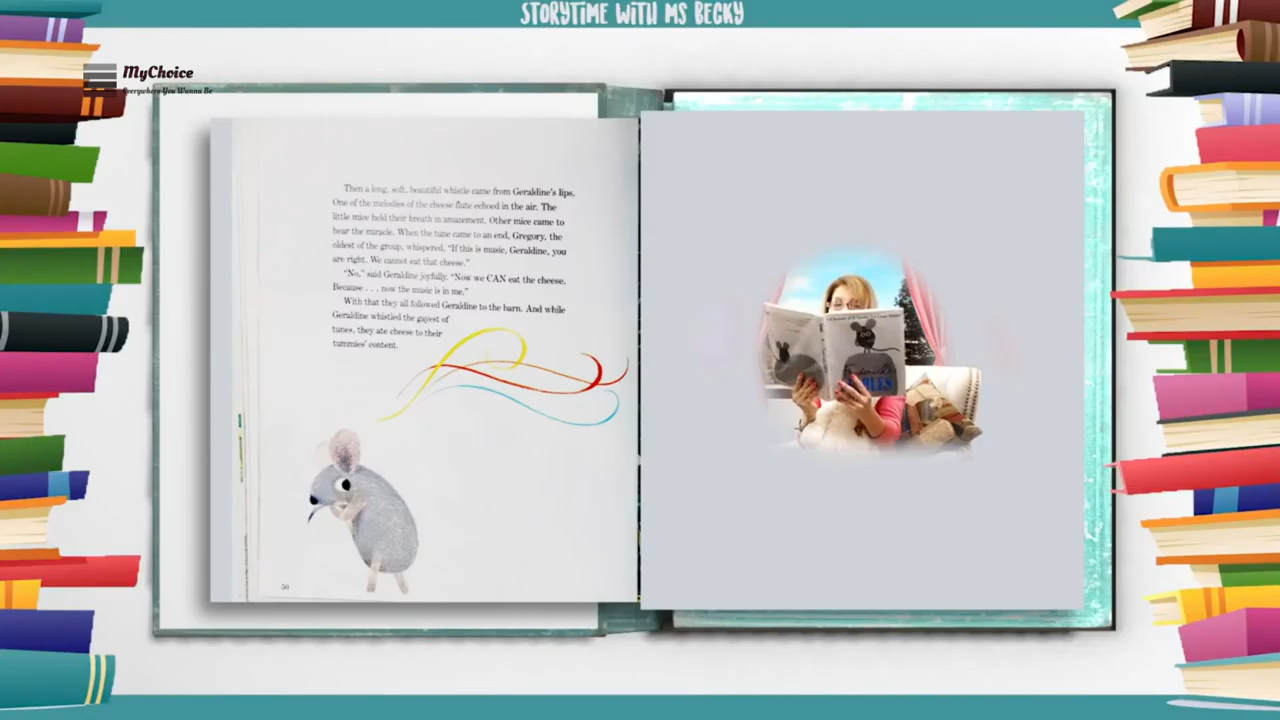 STORYTIME WITH MS BECKY
MyChoice
Everywhere You Wanna Be
Then a long, soft, beautiful whistle came from Geraldine's lips.
One of the melodies of the cheese flute echoed in the air. The
little mice held their breath in amazement. Other mice came to
hear the miracle. When the tune came to an end, Gregory, the
oldest of the group, whispered, "If this is music, Geraldine, you
are right. We cannot eat that cheese."
"No," said Geraldine joyfully. "Now we CAN eat the cheese.
Because . . . now the music is in me."
With that they all followed Geraldine to the barn. And while
Geraldine whistled the gayest of
tunes, they ate cheese to their
tummies' content.
50